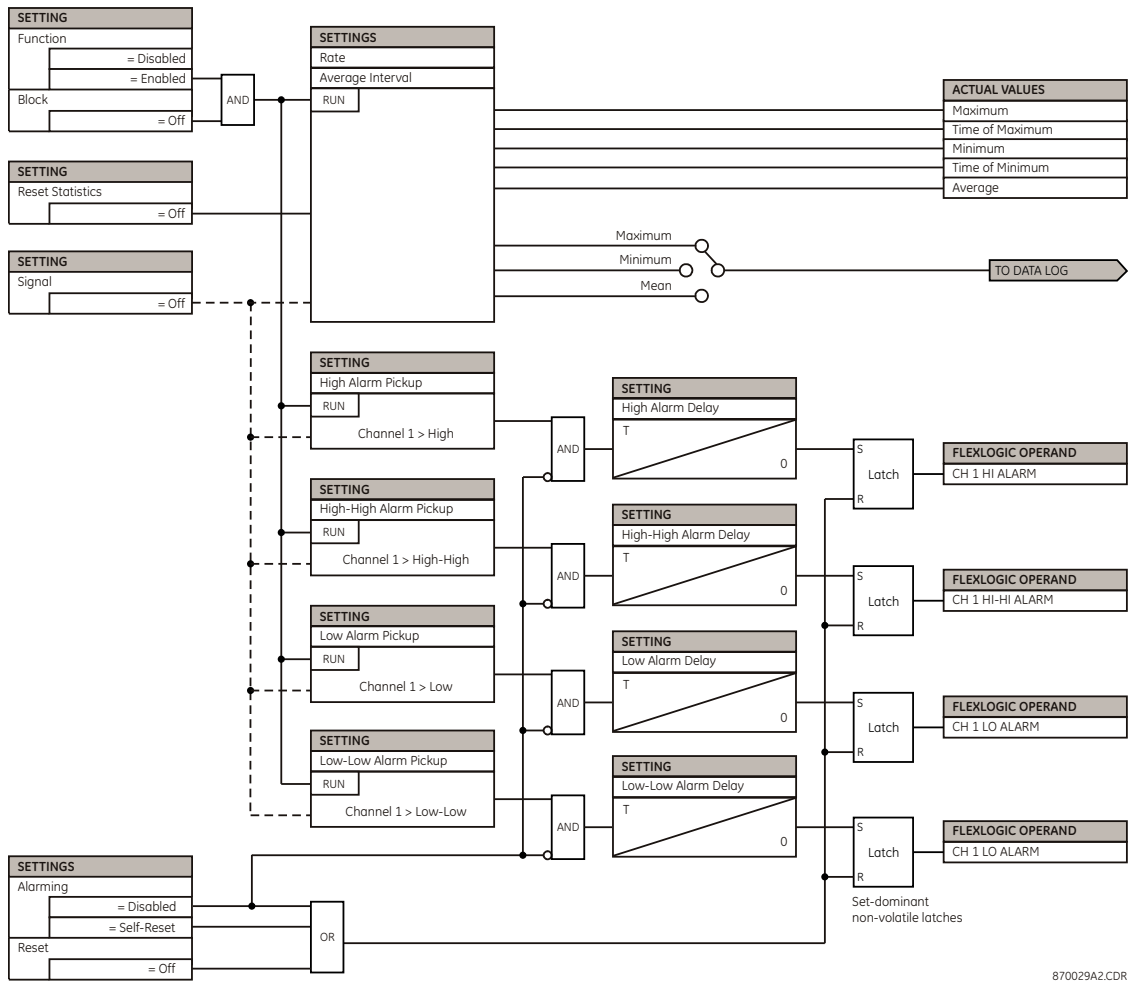 SETTING
Function
= Disabled
= Enabled
Block
= Off
AND
SETTING
Reset Statistics
= Off
SETTING
Signal
= Off
SETTINGS
Rate
Average Interval
RUN
ACTUAL VALUES
Maximum
Time of Maximum
Minimum
Time of Minimum
Average
Maximum
Minimum
Mean
TO DATA LOG
SETTING
High Alarm Pickup
RUN
Channel 1 > High
AND
SETTING
High Alarm Delay
T
0
S
Latch
R
FLEXLOGIC OPERAND
CH 1 HI ALARM
SETTING
High-High Alarm Pickup
RUN
Channel 1 > High-High
AND
SETTING
High-High Alarm Delay
T
0
S
Latch
R
FLEXLOGIC OPERAND
CH 1 HI-HI ALARM
SETTING
Low Alarm Pickup
RUN
Channel 1 > Low
AND
SETTING
Low Alarm Delay
T
0
S
Latch
R
FLEXLOGIC OPERAND
CH 1 LO ALARM
SETTING
Low-Low Alarm Pickup
RUN
Channel 1 > Low-Low
AND
SETTING
Low-Low Alarm Delay
T
0
S
Latch
R
FLEXLOGIC OPERAND
CH 1 LO ALARM
Set-dominant
non-volatile latches
SETTINGS
Alarming
= Disabled
= Self-Reset
Reset
= Off
OR
870029A2.CDR